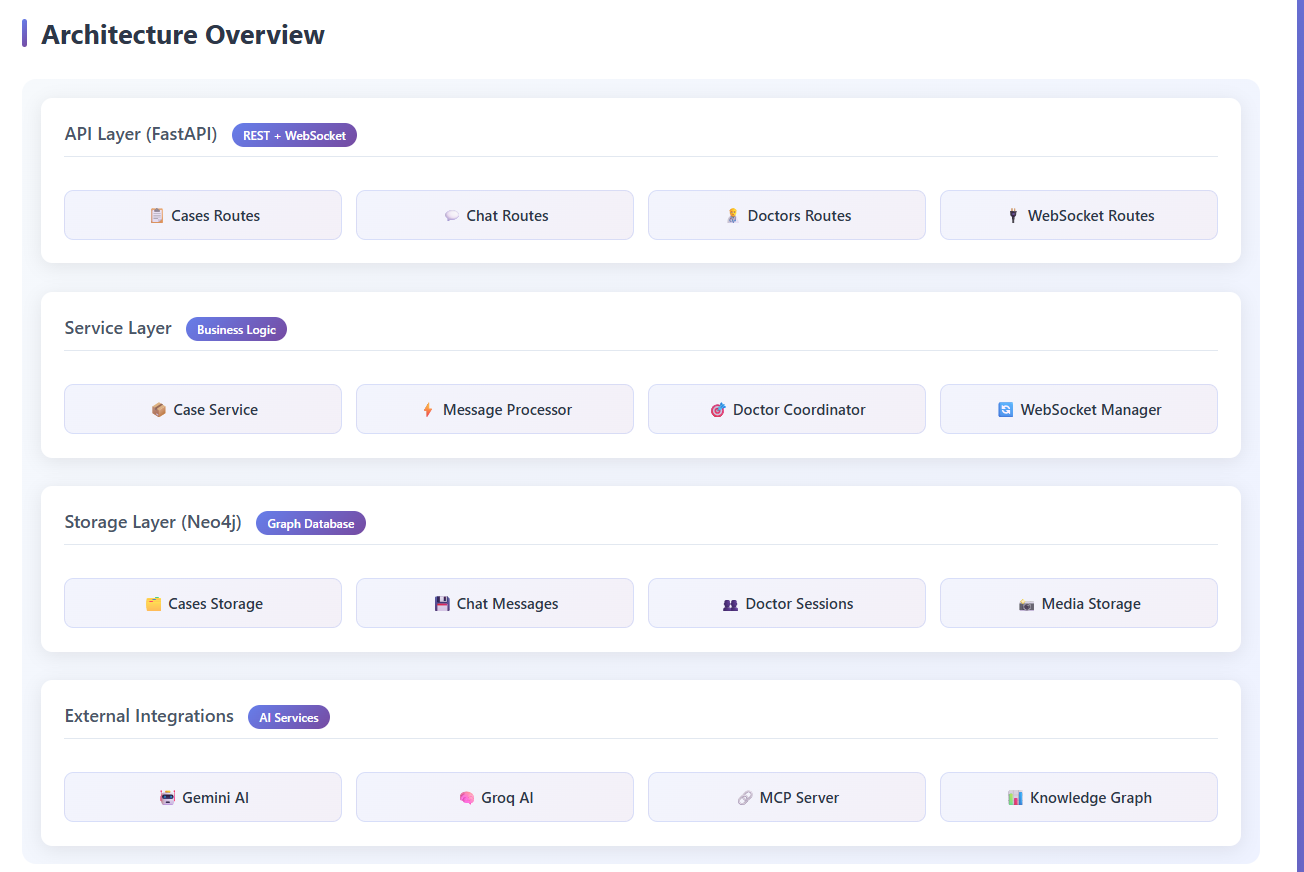 Architecture Overview
API Layer (FastAPI) REST + WebSocket
Cases Routes Chat Routes Doctors Routes WebSocket Routes
Service Layer Business Logic
Case Service Message Processor Doctor Coordinator WebSocket Manager
Storage Layer (Neo4j) Graph Database
Cases Storage Chat Messages Doctor Sessions Media Storage
External Integrations AI Services
Gemini AI Groq AI MCP Server Knowledge Graph